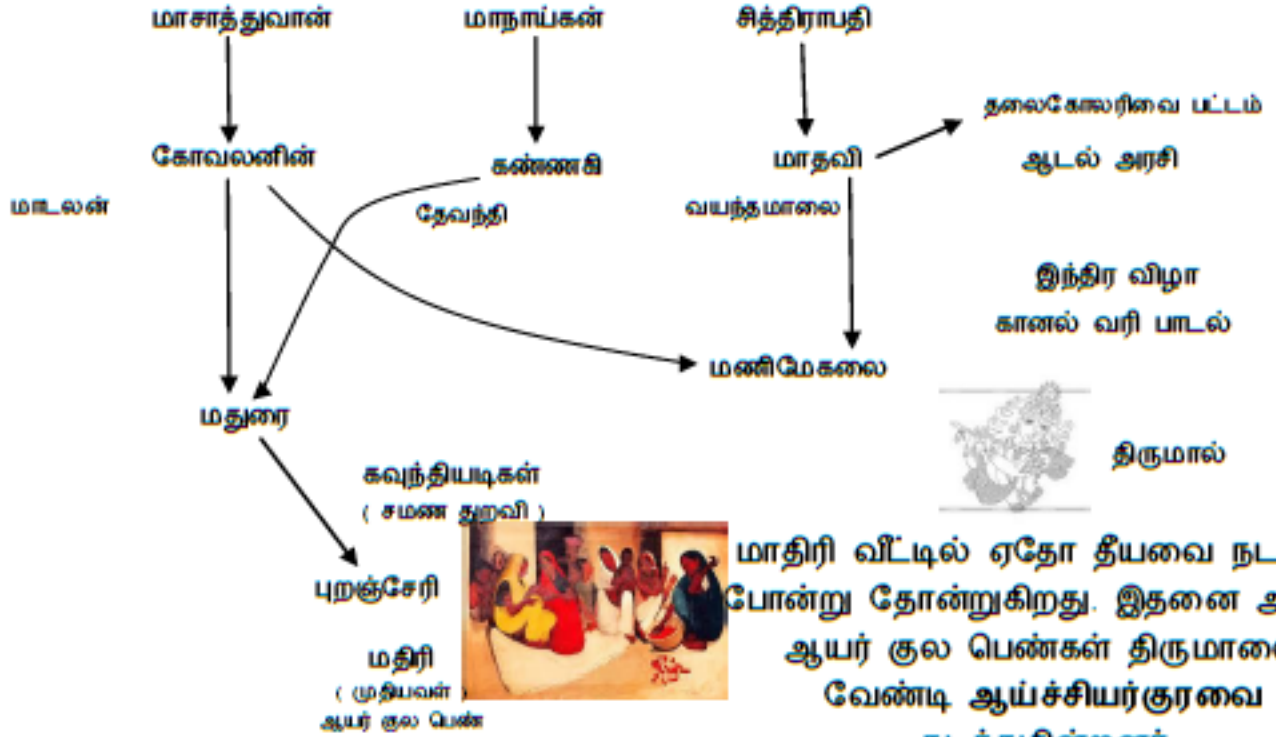 மாசாத்துவான்
மாநாய்கன்
சித்திராபதி
தலைகோலரிவை பட்டம்
கோவலனின்
கண்ணகி
மாதவி
ஆடல் அரசி
மாடலன்
தேவந்தி
வயந்தமாலை
இந்திர விழா
கானல் வரி பாடல்
மணிமேகலை
மதுரை
கவுந்தியடிகள்
( சமண துறவி )
திருமால்
புறஞ்சேரி
மதிரி
( முதியவள் )
ஆயர் குல பெண்
மாதிரி வீட்டில் ஏதோ தீயவை நட
போன்று தோன்றுகிறது. இதனை அ
ஆயர் குல பெண்கள் திருமாலை
வேண்டி ஆய்ச்சியர்குரவை